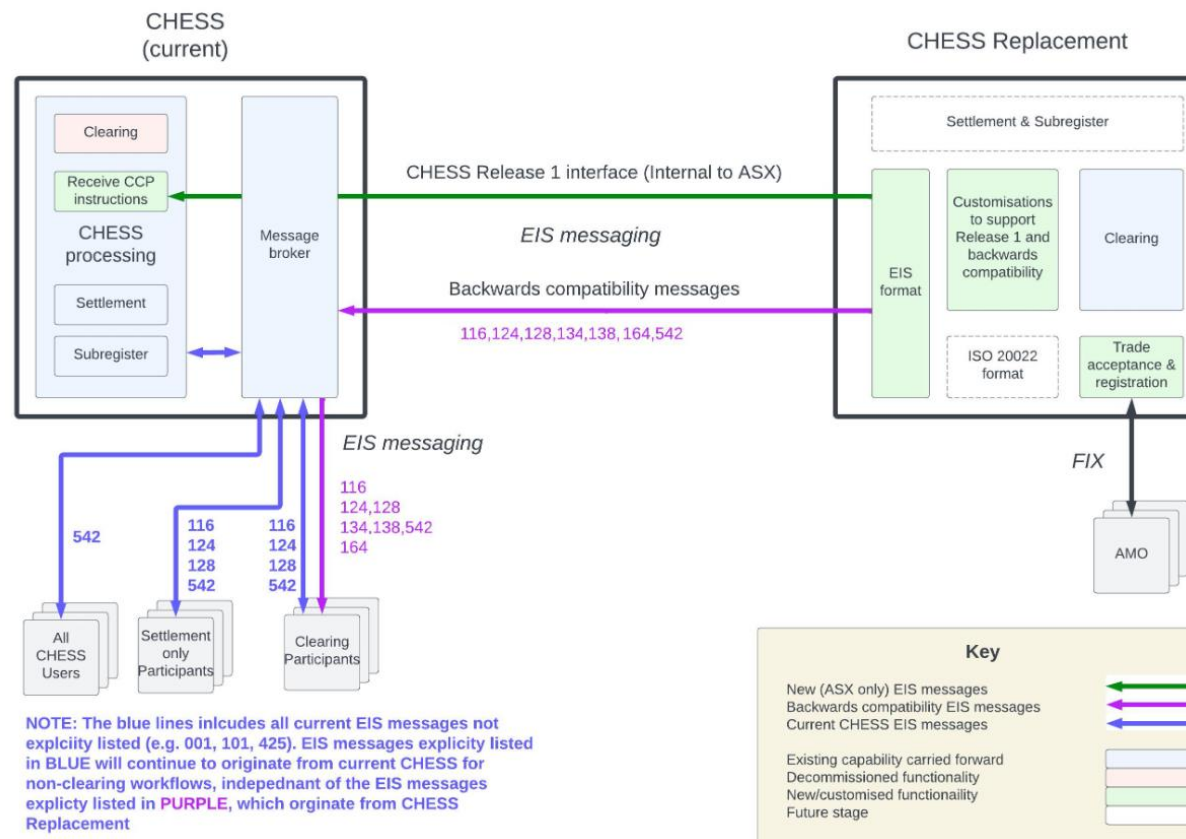 CHESS
(current)
CHESS Replacement
Clearing
Receive CCP
instructions
CHESS
processing
Settlement
Subregister
Message
broker
CHESS Release 1 interface (Internal to ASX)
EIS messaging
Backwards compatibility messages
116,124,128,134,138,164,542
Settlement & Subregister
EIS
format
Customisations
to support
Release 1 and
backwards
compatibility
Clearing
ISO 20022
format
Trade
acceptance &
registration
EIS messaging
FIX
542
116
124
128
542
116
124
128
542
116
124,128
134,138,542
164
AMO
All
CHESS
Users
Settlement
only
Participants
Clearing
Participants
NOTE: The blue lines inlcudes all current EIS messages not
explciity listed (e.g. 001, 101, 425). EIS messages explicity listed
in BLUE will continue to originate from current CHESS for
non-clearing workflows, indepednant of the EIS messages
explicty listed in PURPLE, which orginate from CHESS
Replacement
Key
New (ASX only) EIS messages
Backwards compatibility EIS messages
Current CHESS EIS messages
Existing capability carried forward
Decommissioned functionality
New/customised functionaility
Future stage